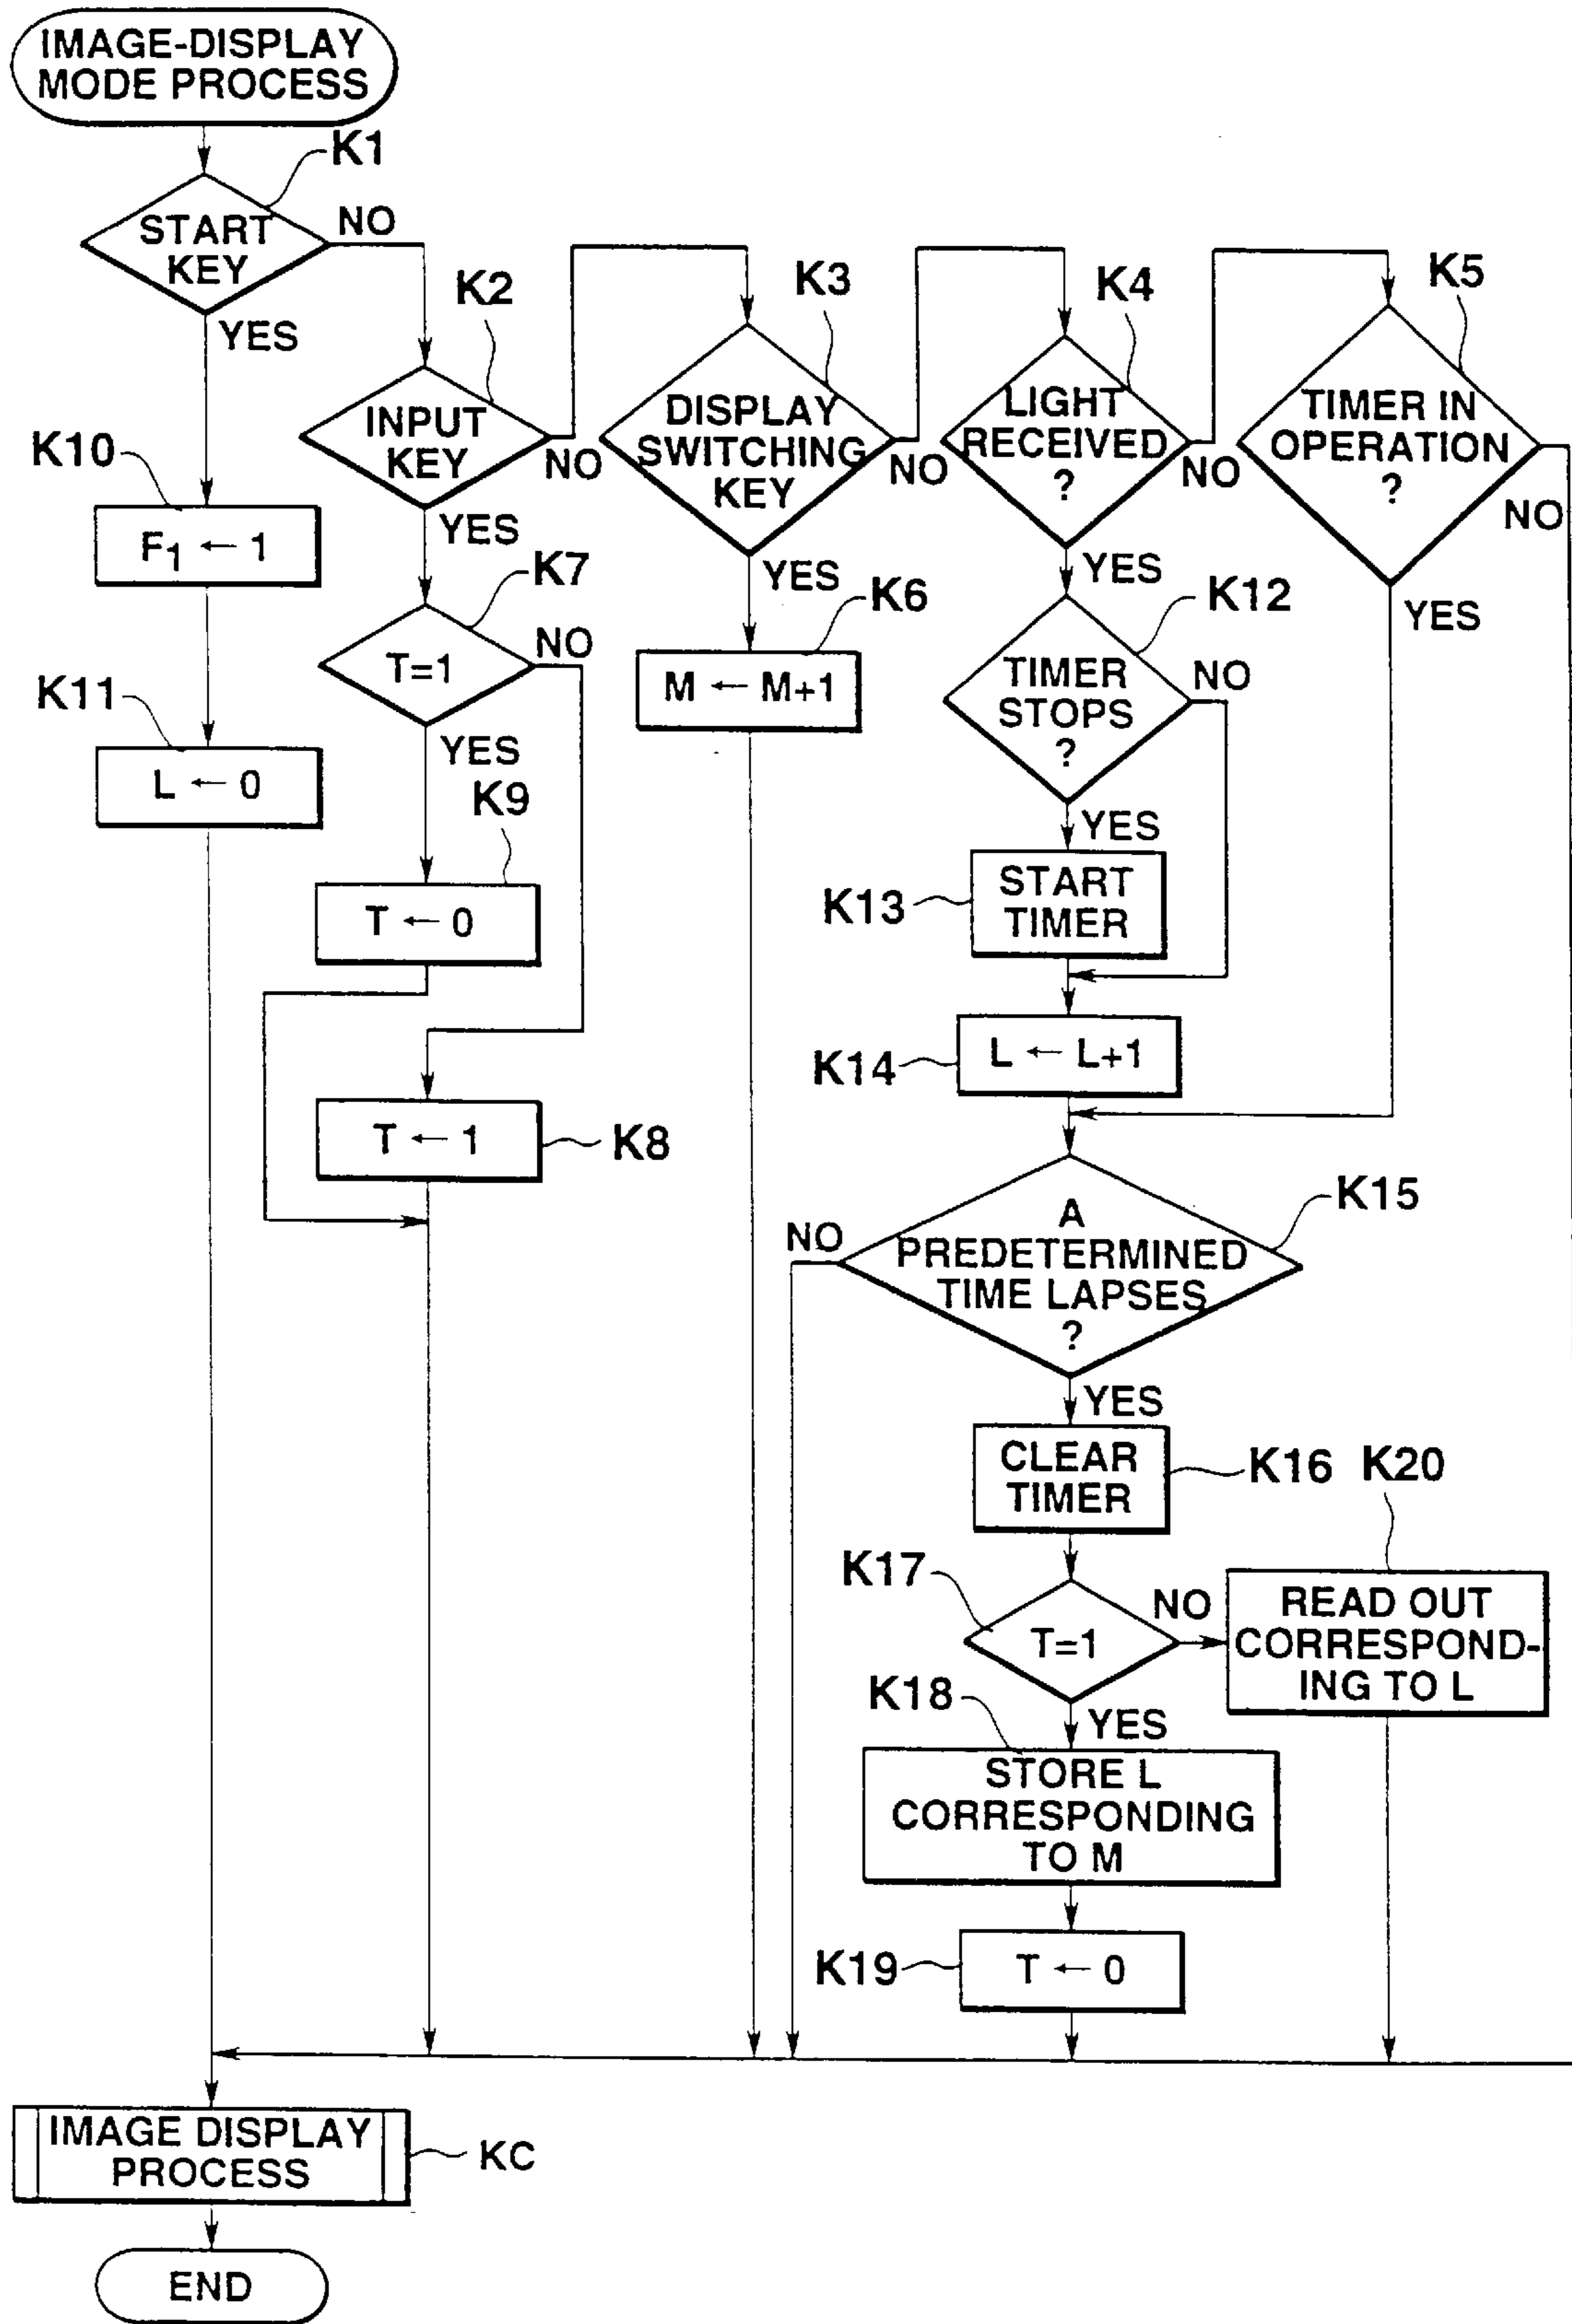 IMAGE-DISPLAY
MODE PROCESS
K1
START
KEY
NO
YES
K2
INPUT
KEY
NO
YES
K3
DISPLAY
SWITCHING
KEY
NO
YES
K4
LIGHT
RECEIVED
?
NO
YES
K5
TIMER IN
OPERATION
?
NO
YES
K10
F1 ← 1
K11
L ← 0
K7
T=1
NO
YES
K9
T ← 0
T ← 1
K8
K6
M ← M+1
K12
TIMER
STOPS
?
NO
YES
K13
START
TIMER
K14
L ← L+1
K15
A
PREDETERMINED
TIME LAPSES
?
NO
YES
CLEAR
TIMER
K16
K17
T=1
NO
YES
K20
READ OUT
CORRESPOND-
ING TO L
K18
STORE L
CORRESPONDING
TO M
K19
T ← 0
IMAGE DISPLAY
PROCESS
KC
END